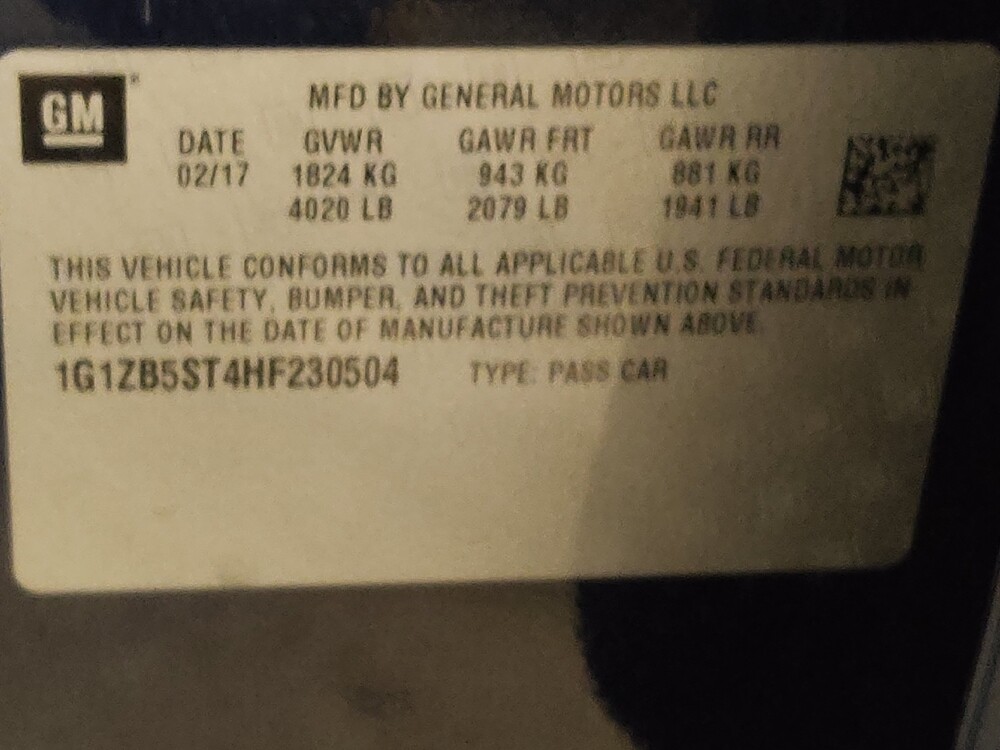 GM
MFD BY GENERAL MOTORS LLC
DATE GVWR GAWR FRT GAWR RR
02/17 1824 KG 943 KG 881 KG
4020 LB 2079 LB 1941 LB
THIS VEHICLE CONFORMS TO ALL APPLICABLE U.S. FEDERAL MOTOR
VEHICLE SAFETY, BUMPER, AND THEFT PREVENTION STANDARDS IN
EFFECT ON THE DATE OF MANUFACTURE SHOWN ABOVE.
1G1ZB5ST4HF230504 TYPE: PASS CAR